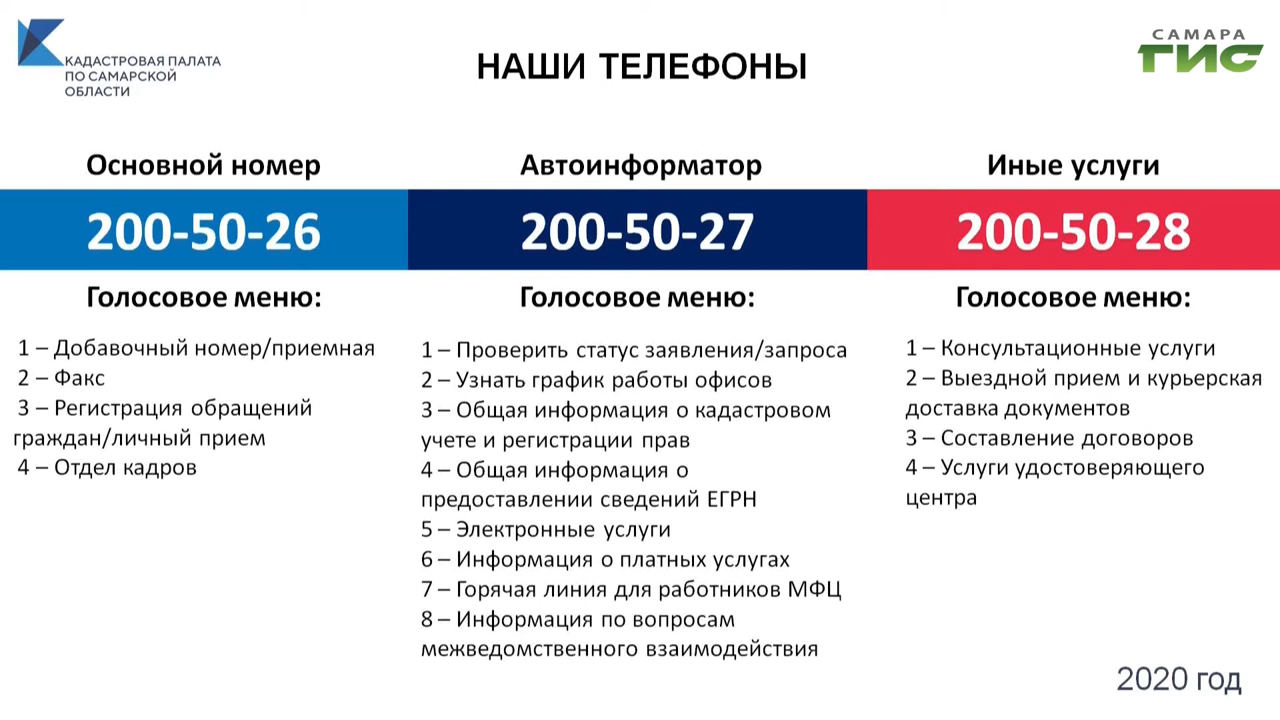 КАДАСТРОВАЯ ПАЛАТА
ПО САМАРСКОЙ
ОБЛАСТИ
НАШИ ТЕЛЕФОНЫ
САМАРА
ГИС
Основной номер
200-50-26
Голосовое меню:
1 – Добавочный номер/приемная
2 – Факс
3 – Регистрация обращений
граждан/личный прием
4 – Отдел кадров
Автоинформатор
200-50-27
Голосовое меню:
1 – Проверить статус заявления/запроса
2 – Узнать график работы офисов
3 – Общая информация о кадастровом
учете и регистрации прав
4 – Общая информация о
предоставлении сведений ЕГРН
5 – Электронные услуги
6 – Информация о платных услугах
7 – Горячая линия для работников МФЦ
8 – Информация по вопросам
межведомственного взаимодействия
Иные услуги
200-50-28
Голосовое меню:
1 – Консультационные услуги
2 – Выездной прием и курьерская
доставка документов
3 – Составление договоров
4 – Услуги удостоверяющего
центра
2020 год